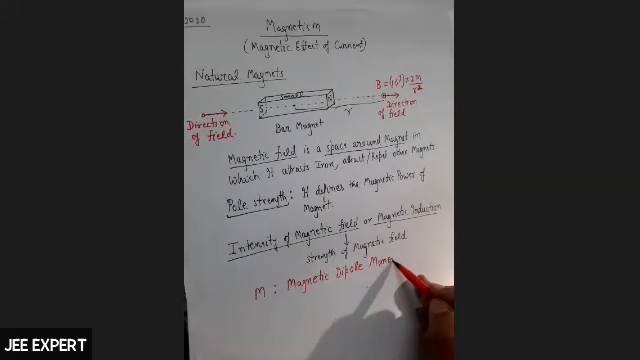 2020
Magnetism
(Magnetic Effect of Current)
Natural Magnets
B = (10⁻⁷) × 2M/r²
S
N
r
Direction of field
Direction of field.
Bar Magnet
Magnetic field is a space around Magnet in
which it attracts Iron, attract/Repel other Magnets.
Pole strength : It defines the Magnetic Power of
Magnet.
Intensity of Magnetic field or Magnetic Induction
strength of Magnetic field
M : Magnetic Dipole Mome
JEE EXPERT